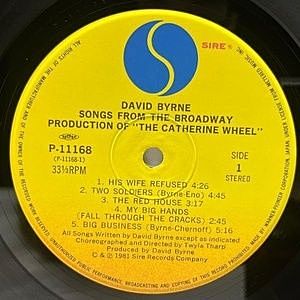 SIRE®
DAVID BYRNE
SONGS FROM THE BROADWAY
PRODUCTION OF "THE CATHERINE WHEEL"
P-11168
(P-11168-1)
33⅓RPM
SIDE
1
STEREO
1. HIS WIFE REFUSED 4:26
2. TWO SOLDIERS (Byrne-Eno) 4:46
3. THE RED HOUSE 3:17
4. MY BIG HANDS
(FALL THROUGH THE CRACKS) 2:45
5. BIG BUSINESS (Byrne-Chernoff) 5:06
All Songs Written by David Byrne except as indicated
Choreographed and Directed by Twyla Tharp
Produced by David Byrne
© & ℗ 1981 Sire Records Company